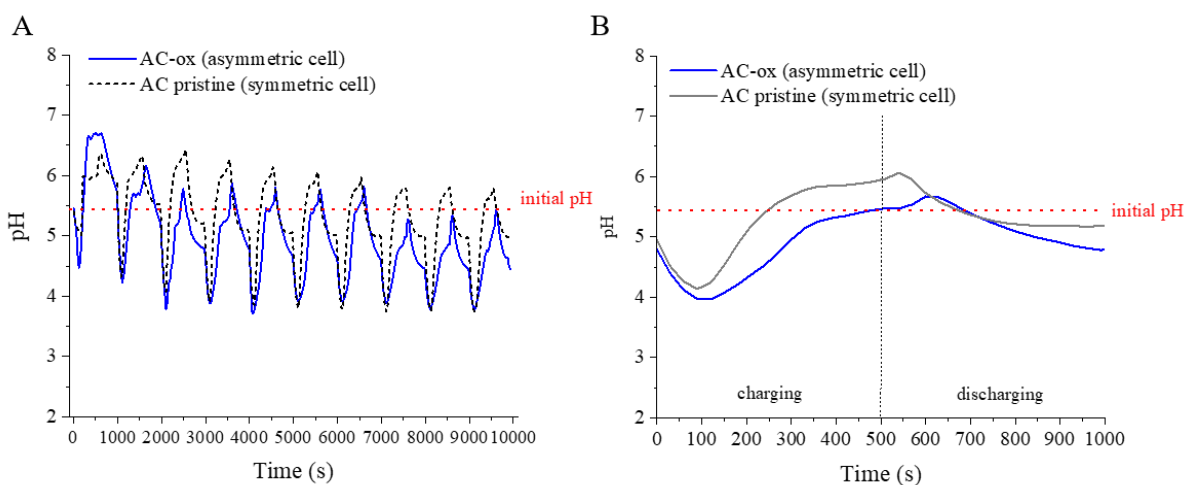 A
AC-ox (asymmetric cell)
AC pristine (symmetric cell)
8
7
6
5
4
3
2
pH
initial pH
0 1000 2000 3000 4000 5000 6000 7000 8000 9000 10000
Time (s)
B
AC-ox (asymmetric cell)
AC pristine (symmetric cell)
8
7
6
5
4
3
2
pH
initial pH
charging discharging
0 100 200 300 400 500 600 700 800 900 1000
Time (s)